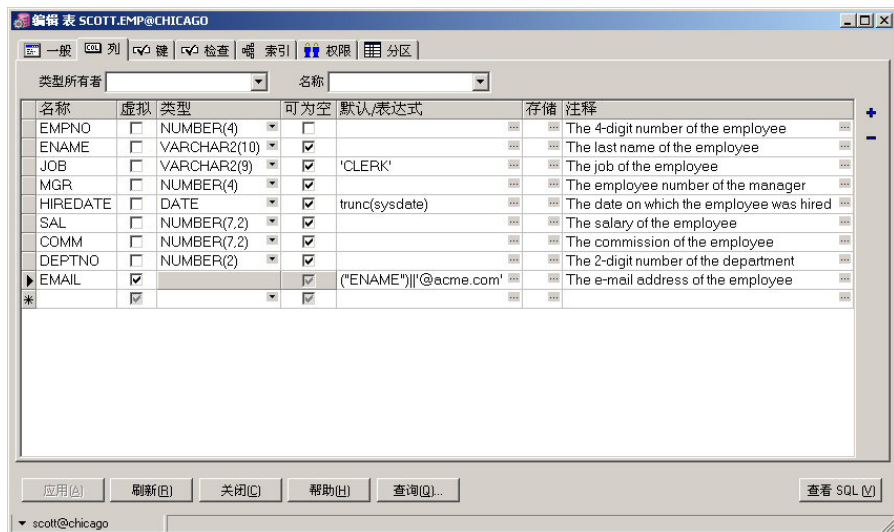 编辑 表 SCOTT.EMP@CHICAGO
一般 COL 列 键 检查 索引 权限 分区
类型所有者 名称
名称 虚拟 类型 可为空 默认/表达式 存储 注释
EMPNO NUMBER(4) ... ... The 4-digit number of the employee ...
ENAME VARCHAR2(10) ... ... The last name of the employee ...
JOB VARCHAR2(9) 'CLERK' ... ... The job of the employee ...
MGR NUMBER(4) ... ... The employee number of the manager ...
HIREDATE DATE trunc(sysdate) ... ... The date on which the employee was hired ...
SAL NUMBER(7,2) ... ... The salary of the employee ...
COMM NUMBER(7,2) ... ... The commission of the employee ...
DEPTNO NUMBER(2) ... ... The 2-digit number of the department ...
EMAIL ("ENAME")||'@acme.com' ... ... The e-mail address of the employee ...
* ... ... ...
应用(A) 刷新(R) 关闭(C) 帮助(H) 查询(Q)... 查看 SQL (V)
scott@chicago